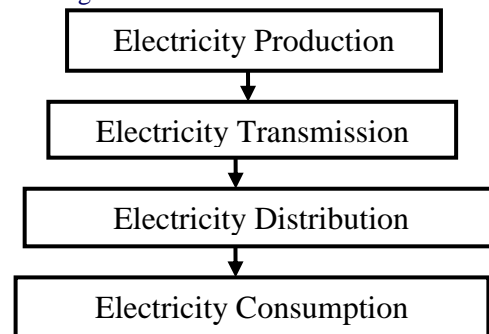 Electricity Production
Electricity Transmission
Electricity Distribution
Electricity Consumption